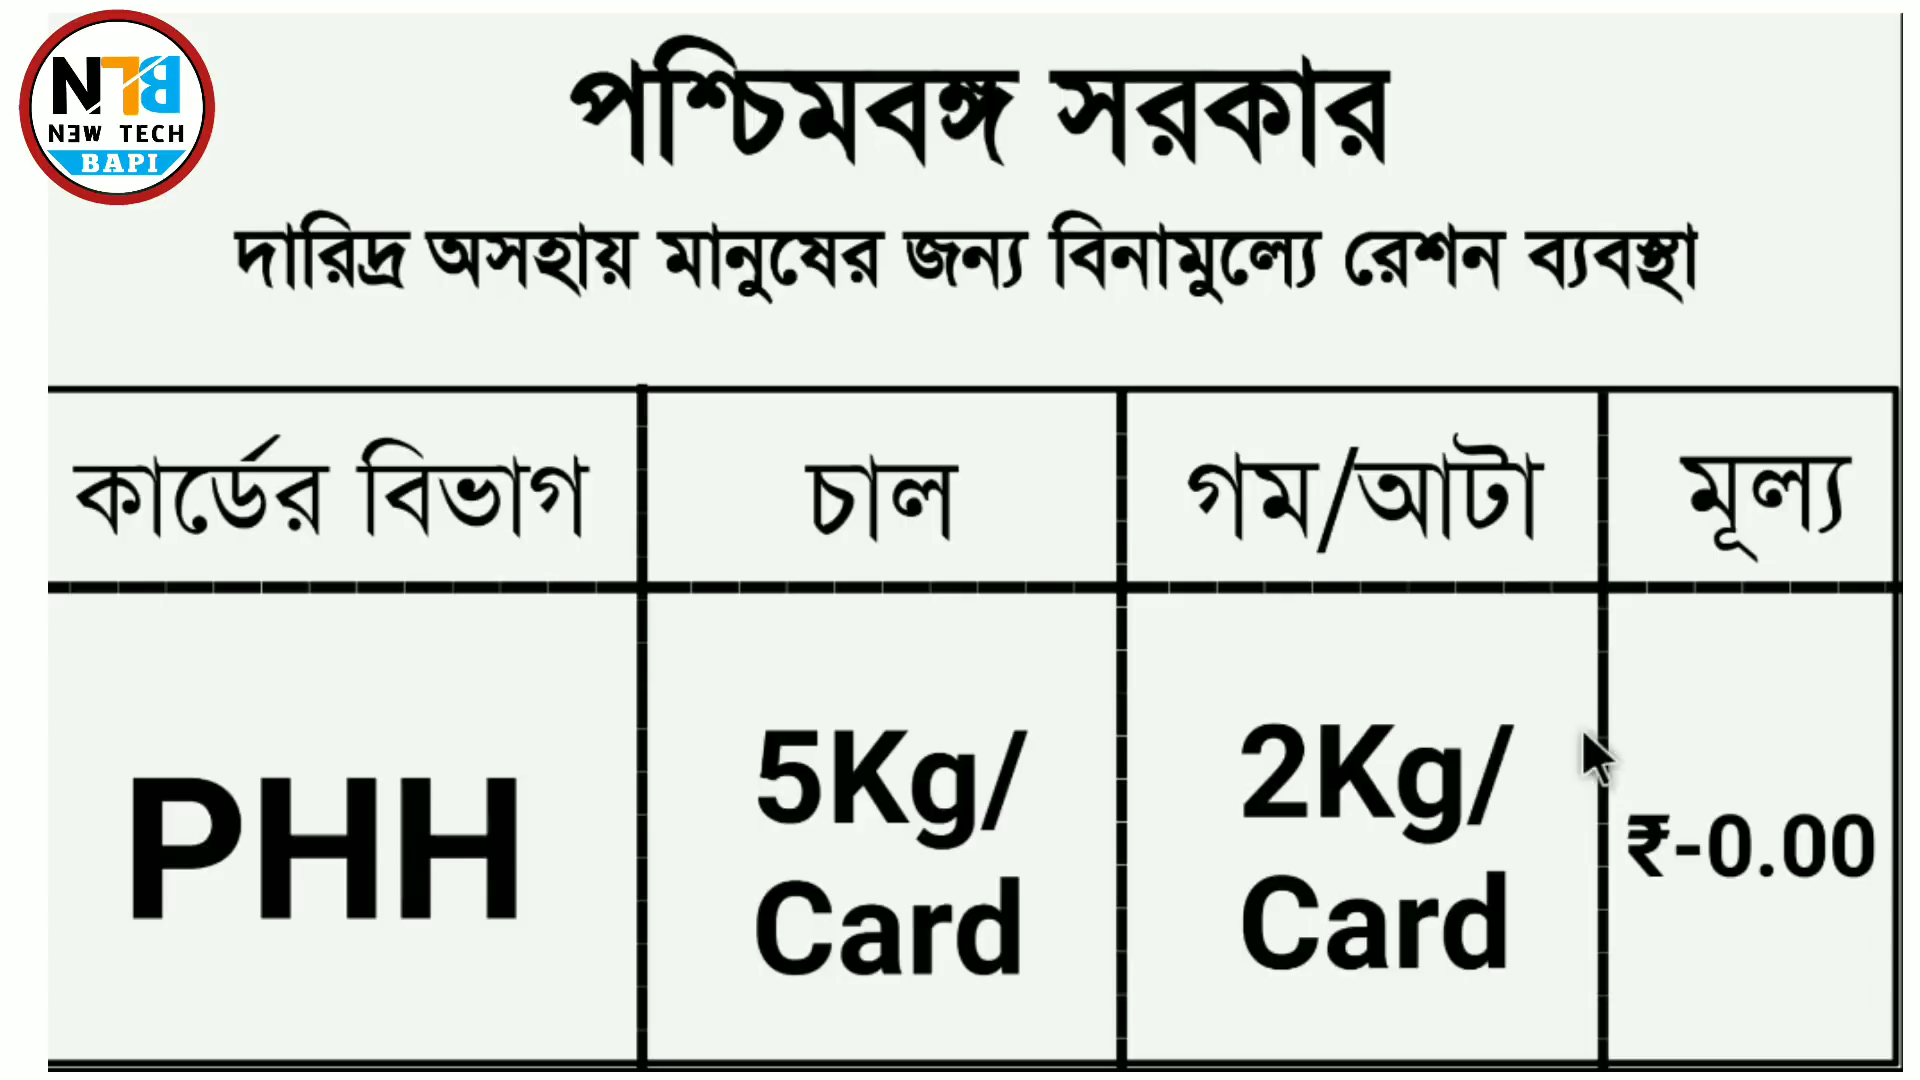 NTB
NEW TECH
BAPI
পশ্চিমবঙ্গ সরকার
দারিদ্র অসহায় মানুষের জন্য বিনামুল্যে রেশন ব্যবস্থা
কার্ডের বিভাগ চাল গম/আটা মূল্য
PHH 5Kg/ 2Kg/ ₹-0.00
Card Card